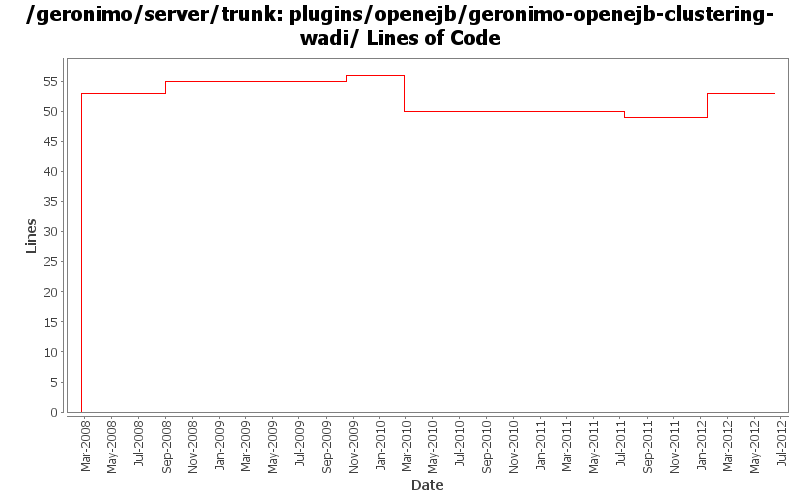 /geronimo/server/trunk: plugins/openejb/geronimo-openejb-clustering-
wadi/ Lines of Code
Lines
55
50
45
40
35
30
25
20
15
10
5
0
Mar-2008
May-2008
Jul-2008
Sep-2008
Nov-2008
Jan-2009
Mar-2009
May-2009
Jul-2009
Sep-2009
Nov-2009
Jan-2010
Mar-2010
May-2010
Jul-2010
Sep-2010
Nov-2010
Jan-2011
Mar-2011
May-2011
Jul-2011
Sep-2011
Nov-2011
Jan-2012
Mar-2012
May-2012
Jul-2012
Date